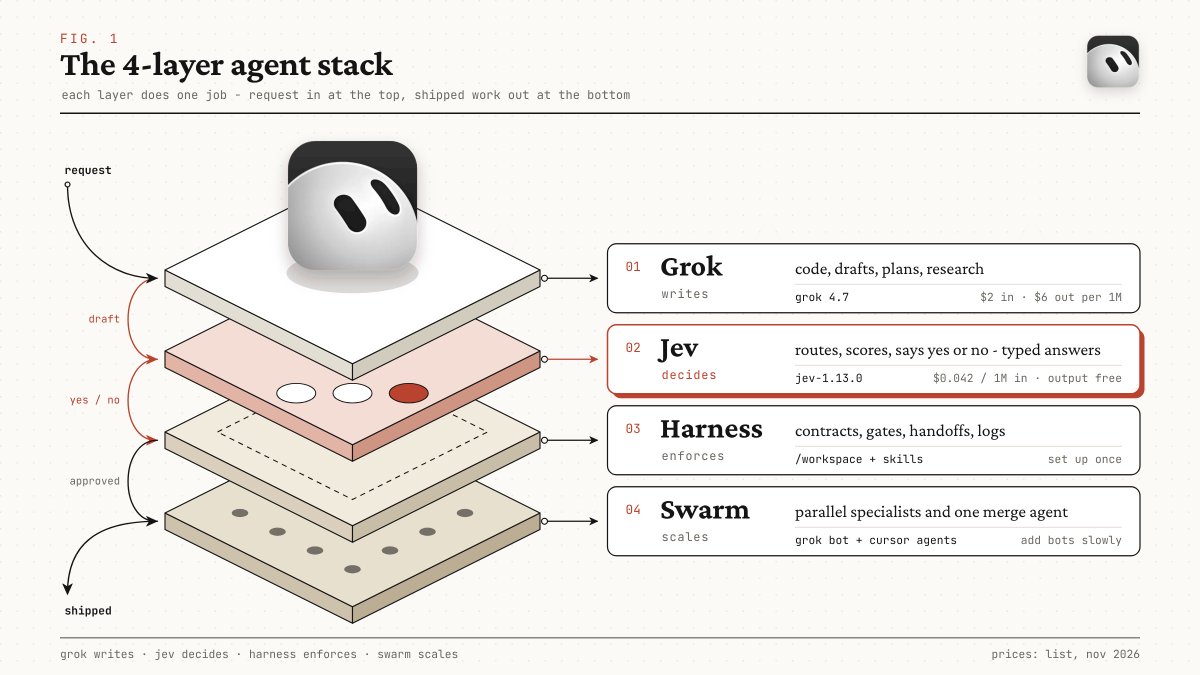 FIG. 1
The 4-layer agent stack
each layer does one job - request in at the top, shipped work out at the bottom
request
draft
yes / no
approved
shipped
01
Grok
writes
code, drafts, plans, research
grok 4.7
$2 in · $6 out per 1M
02
Jev
decides
routes, scores, says yes or no - typed answers
jev-1.13.0
$0.042 / 1M in · output free
03
Harness
enforces
contracts, gates, handoffs, logs
/workspace + skills
set up once
04
Swarm
scales
parallel specialists and one merge agent
grok bot + cursor agents
add bots slowly
grok writes · jev decides · harness enforces · swarm scales
prices: list, nov 2026